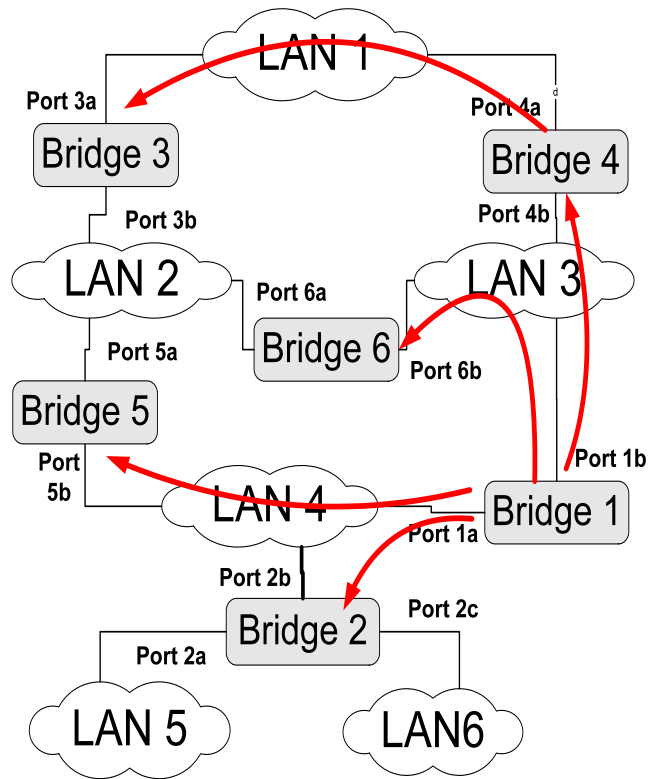 LAN 1
Port 3a
d
Port 4a
Bridge 3
Bridge 4
Port 3b
Port 4b
LAN 2
LAN 3
Port 6a
Bridge 6
Port 5a
Port 6b
Bridge 5
Port
5b
Port 1b
LAN 4
Bridge 1
Port 1a
Port 2b
Port 2c
Bridge 2
Port 2a
LAN 5
LAN6